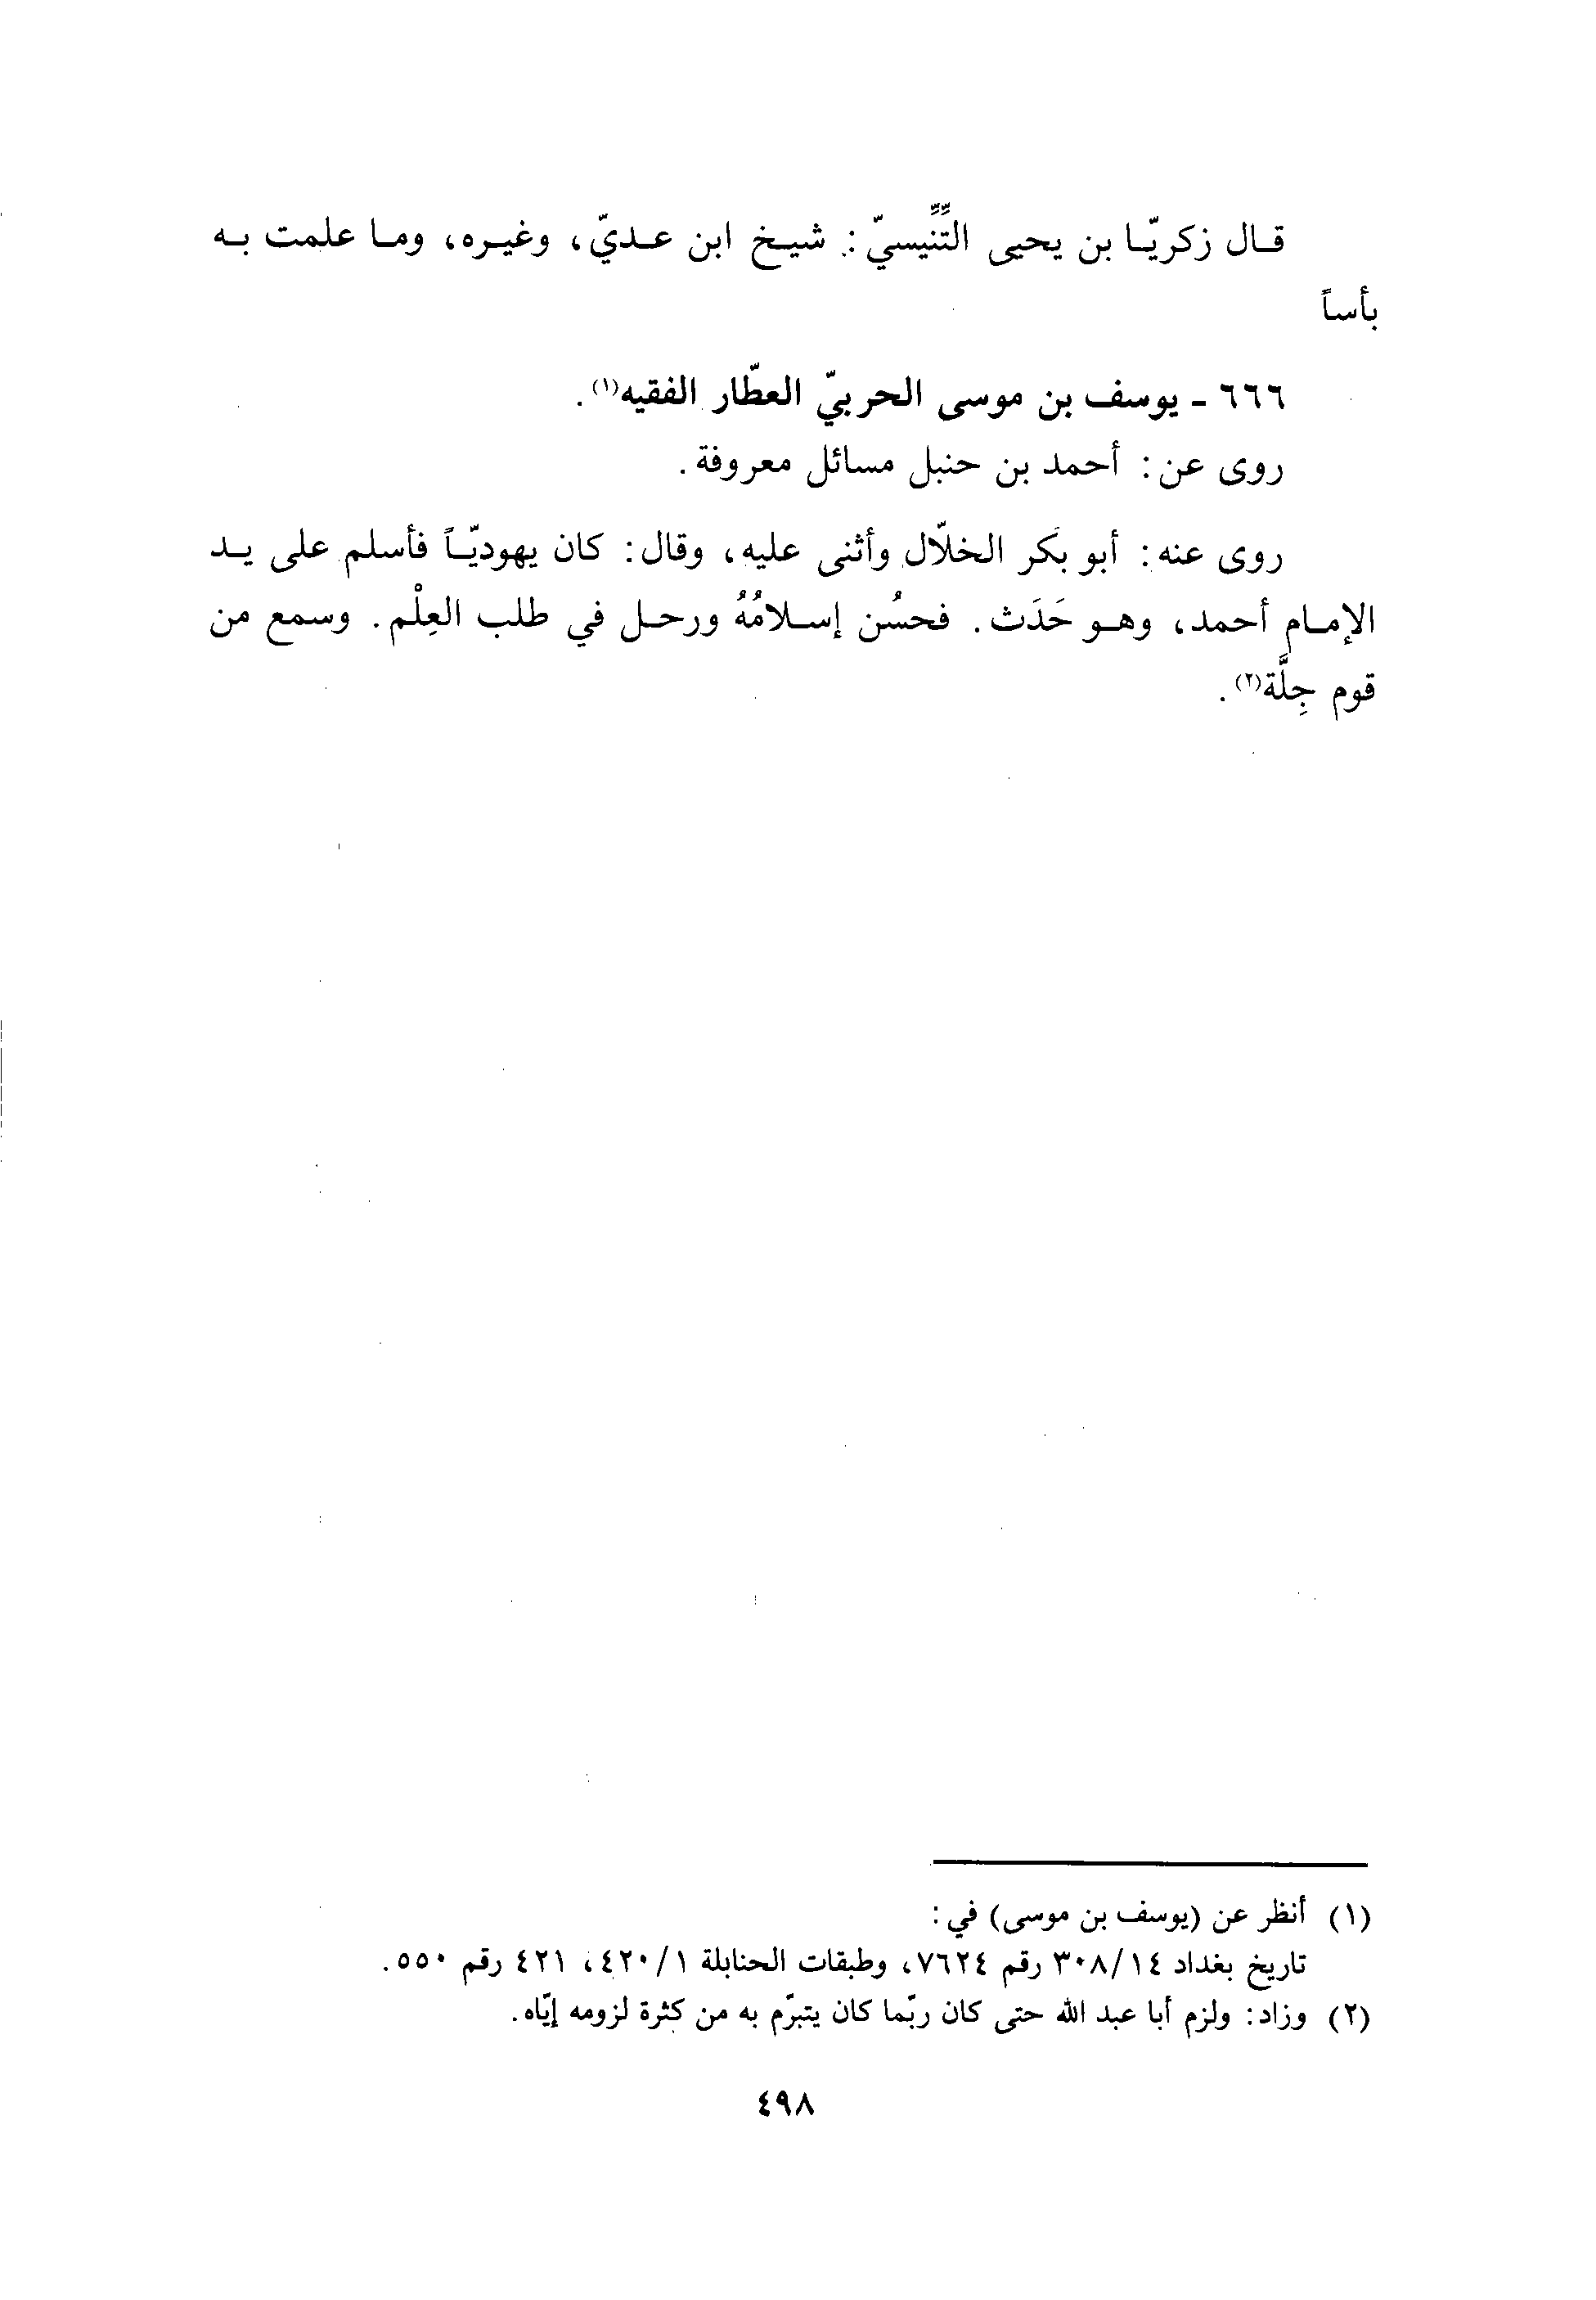 قال زكريّا بن يحيى التِّنِّيسيّ: شيخ ابن عديّ، وغيره، وما علمت به
بأساً
٦٦٦ - يوسف بن موسى الحربيّ العطّار الفقيه(١).
روى عن: أحمد بن حنبل مسائل معروفة.
روى عنه: أبو بكر الخلاّل وأثنى عليه، وقال: كان يهوديّاً فأسلم على يد
الإمام أحمد، وهو حَدَث. فحسُن إسلامُهُ ورحل في طلب العِلْم. وسمع من
قوم جِلَّة(٢).
(١) أنظر عن (يوسف بن موسى) في:
تاريخ بغداد ٣٠٨/١٤ رقم ٧٦٢٤، وطبقات الحنابلة ٤٢٠/١، ٤٢١ رقم ٥٥٠.
(٢) وزاد: ولزم أبا عبد الله حتى كان ربّما كان يتبرّم به من كثرة لزومه إيّاه.
٤٩٨